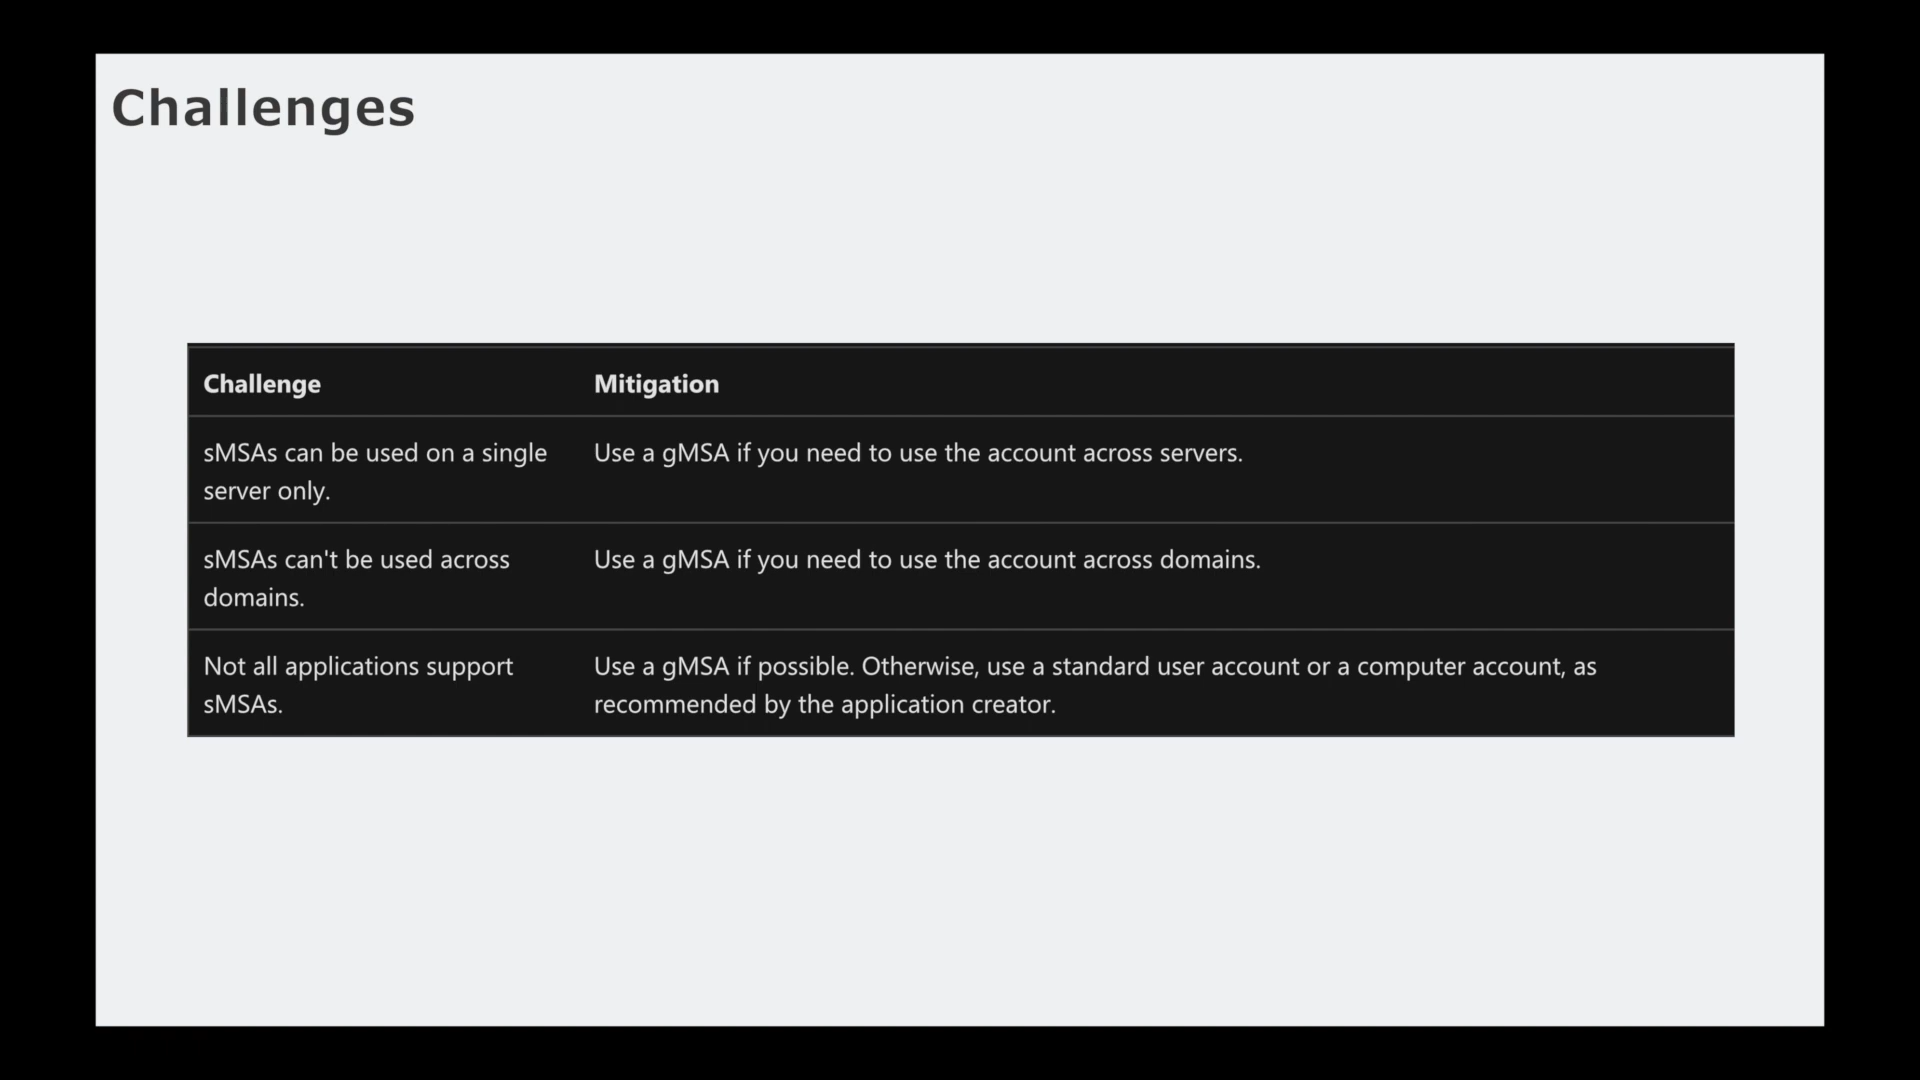 Challenges
Challenge
Mitigation
sMSAs can be used on a single
server only.
Use a gMSA if you need to use the account across servers.
sMSAs can't be used across
domains.
Use a gMSA if you need to use the account across domains.
Not all applications support
sMSAs.
Use a gMSA if possible. Otherwise, use a standard user account or a computer account, as
recommended by the application creator.